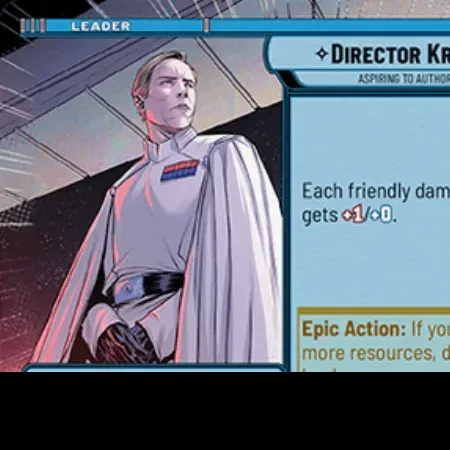 LEADER
DIRECTOR KR
ASPIRING TO AUTHOR
Each friendly dam
gets +1/+0.
Epic Action: If you
more resources, d